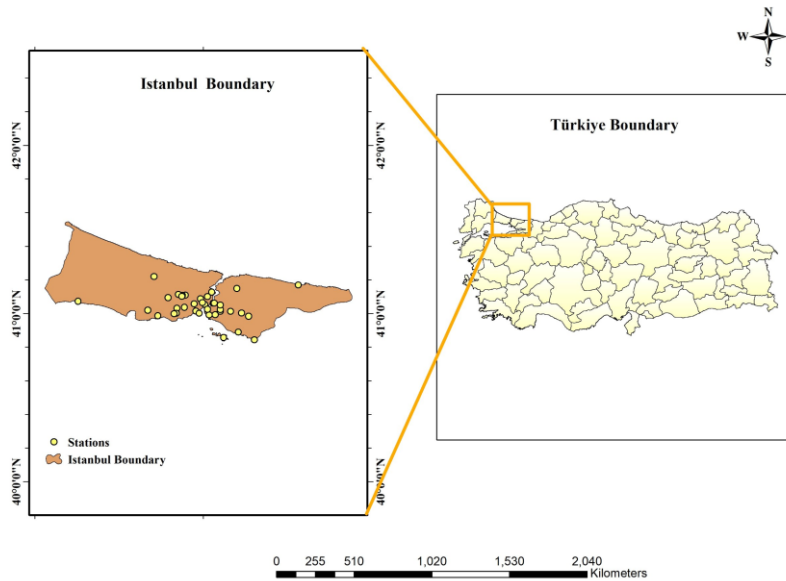 N
W E
S
Istanbul Boundary
Türkiye Boundary
42°0'0"N
42°0'0"N
41°0'0"N
41°0'0"N
40°0'0"N
40°0'0"N
Stations
Istanbul Boundary
0 255 510 1,020 1,530 2,040
Kilometers